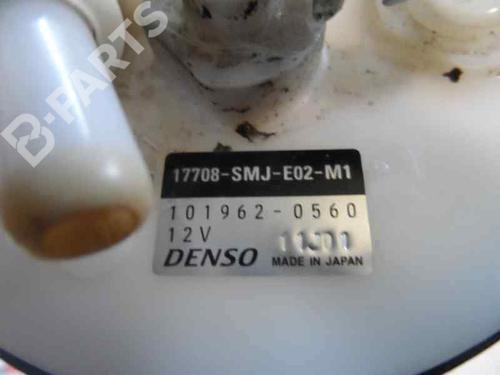 B-PARTS
17708-SMJ-E02-M1
101962-0560
12V
DENSO MADE IN JAPAN